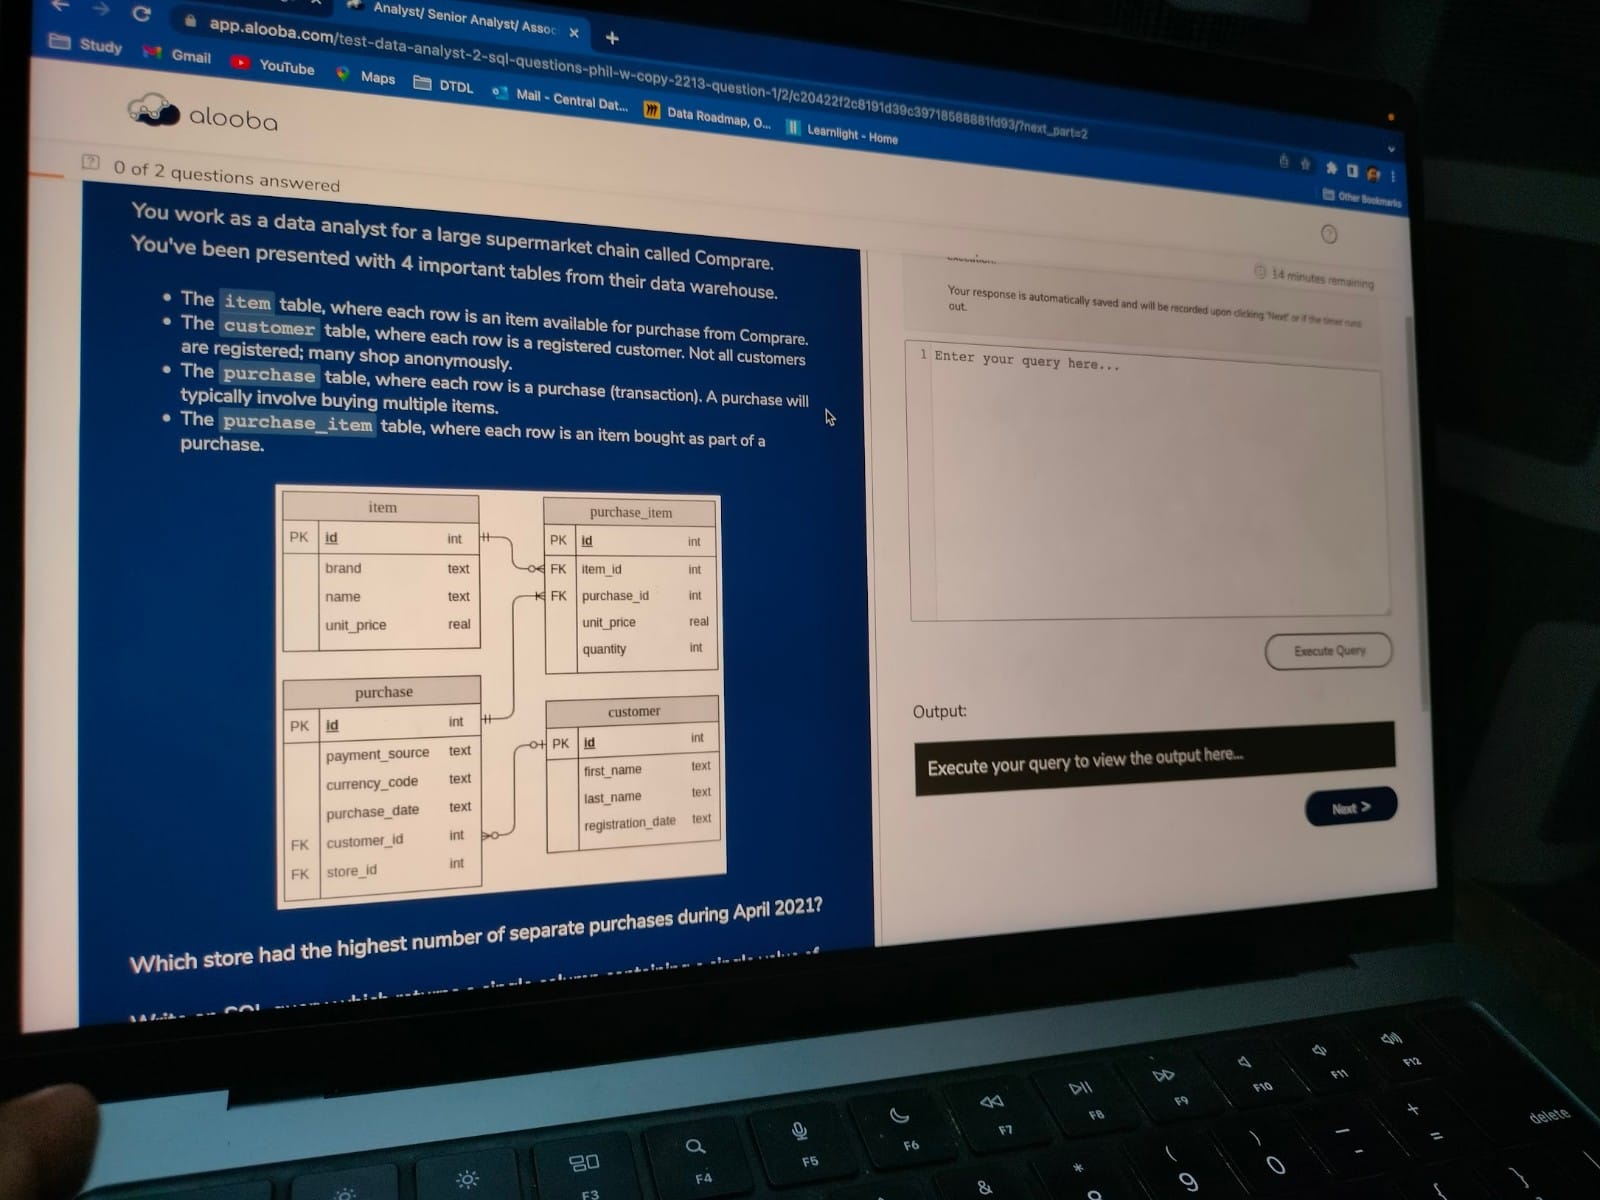 Analyst/ Senior Analyst/ Assoc
app.alooba.com/test-data-analyst-2-sql-questions-phil-w-copy-2213-question-1/2/c20422f2c8191d39c39718588881fd93/?next_part=2
Study Gmail YouTube Maps DTDL Mail - Central Dat... Data Roadmap, O... Learnlight - Home
Other Bookmarks
alooba
0 of 2 questions answered
14 minutes remaining
You work as a data analyst for a large supermarket chain called Comprare.
You've been presented with 4 important tables from their data warehouse.
• The item table, where each row is an item available for purchase from Comprare.
• The customer table, where each row is a registered customer. Not all customers
are registered; many shop anonymously.
• The purchase table, where each row is a purchase (transaction). A purchase will
typically involve buying multiple items.
• The purchase_item table, where each row is an item bought as part of a
purchase.
item
PK id int
brand text
name text
unit_price real
purchase_item
PK id int
FK item_id int
FK purchase_id int
unit_price real
quantity int
purchase
PK id int
payment_source text
currency_code text
purchase_date text
FK customer_id int
FK store_id int
customer
PK id int
first_name text
last_name text
registration_date text
Which store had the highest number of separate purchases during April 2021?
Your response is automatically saved and will be recorded upon clicking 'Next' or if the timer runs
out.
1 Enter your query here...
Execute Query
Output:
Execute your query to view the output here...
Next >
F3 F4 F5 F6 F7 F8 F9 F10 F11 F12
delete
& * ( ) — + 
9 0 - =
{ }